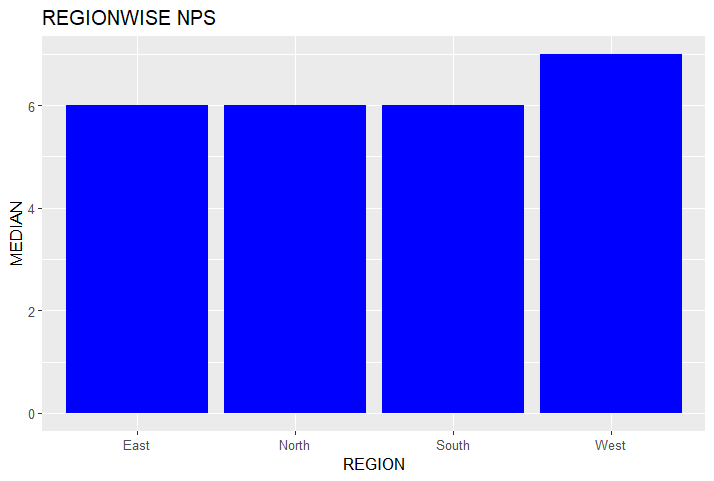 REGIONWISE NPS
MEDIAN
6
4
2
0
East North South West
REGION